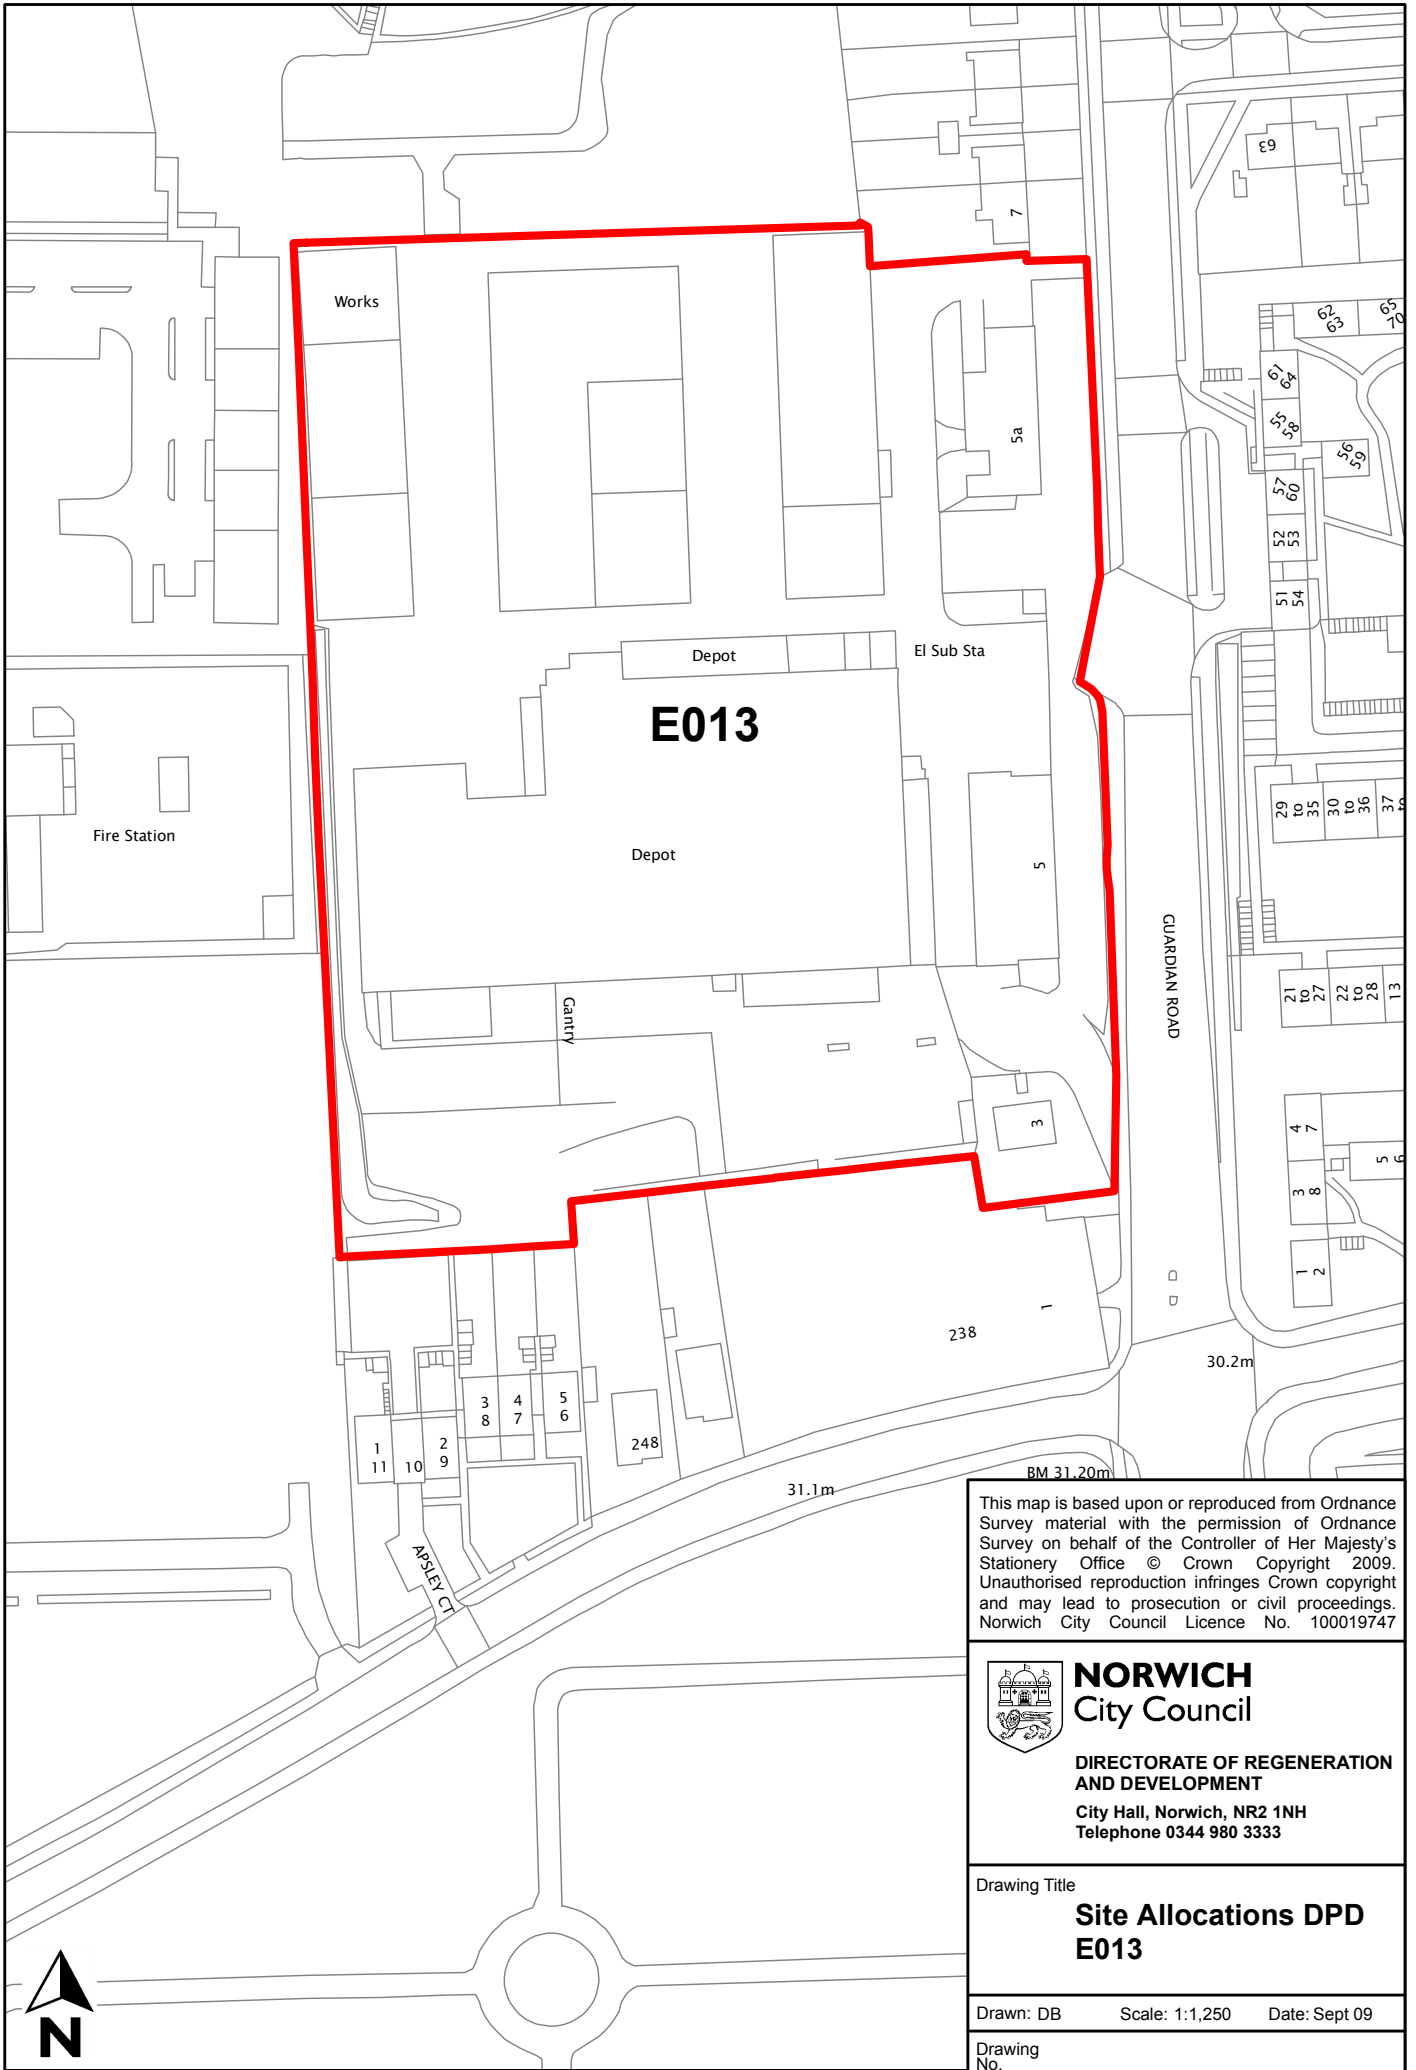 63
7
Works
62
63
65
70
61
64
55
58
5a
56
59
57
60
52
53
51
54
Depot
El Sub Sta
E013
29
to
35
30
to
36
37
to
Fire Station
Depot
5
GUARDIAN ROAD
21
to
27
22
to
28
13
Gantry
3
4
7
5
6
3
8
1
2
1
238
30.2m
3
8
4
7
5
6
248
1
11
10
2
9
31.1m
BM 31.20m
APSLEY CT
This map is based upon or reproduced from Ordnance
Survey material with the permission of Ordnance
Survey on behalf of the Controller of Her Majesty's
Stationery Office © Crown Copyright 2009.
Unauthorised reproduction infringes Crown copyright
and may lead to prosecution or civil proceedings.
Norwich City Council Licence No. 100019747
NORWICH
City Council
DIRECTORATE OF REGENERATION
AND DEVELOPMENT
City Hall, Norwich, NR2 1NH
Telephone 0344 980 3333
Drawing Title
Site Allocations DPD
E013
Drawn: DB Scale: 1:1,250 Date: Sept 09
Drawing
No.
N